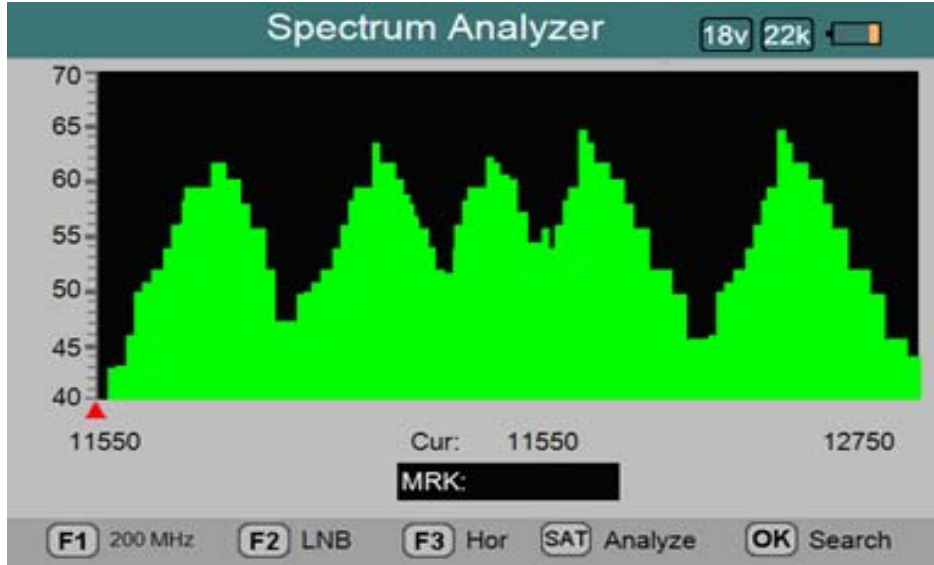 Spectrum Analyzer 18v 22k
70
65
60
55
50
45
40
11550 Cur: 11550 12750
MRK:
F1 200 MHz F2 LNB F3 Hor SAT Analyze OK Search